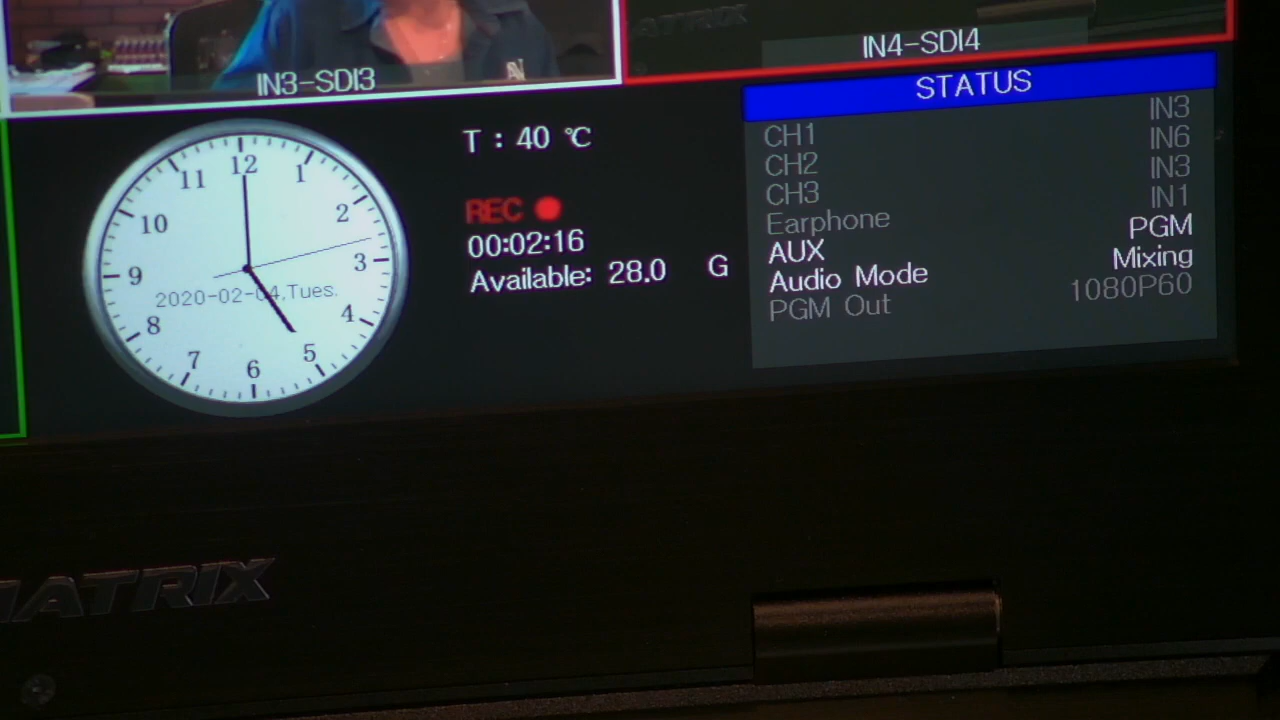 IN3-SDI3
IN4-SDI4
ATRIX
STATUS
T : 40 ℃
REC
00:02:16
Available: 28.0 G
12
1
2
3
4
5
6
7
8
9
10
11
2020-02-04,Tues.
IN3
CH1 IN6
CH2 IN3
CH3 IN1
Earphone PGM
AUX Mixing
Audio Mode 1080P60
PGM Out
MATRIX